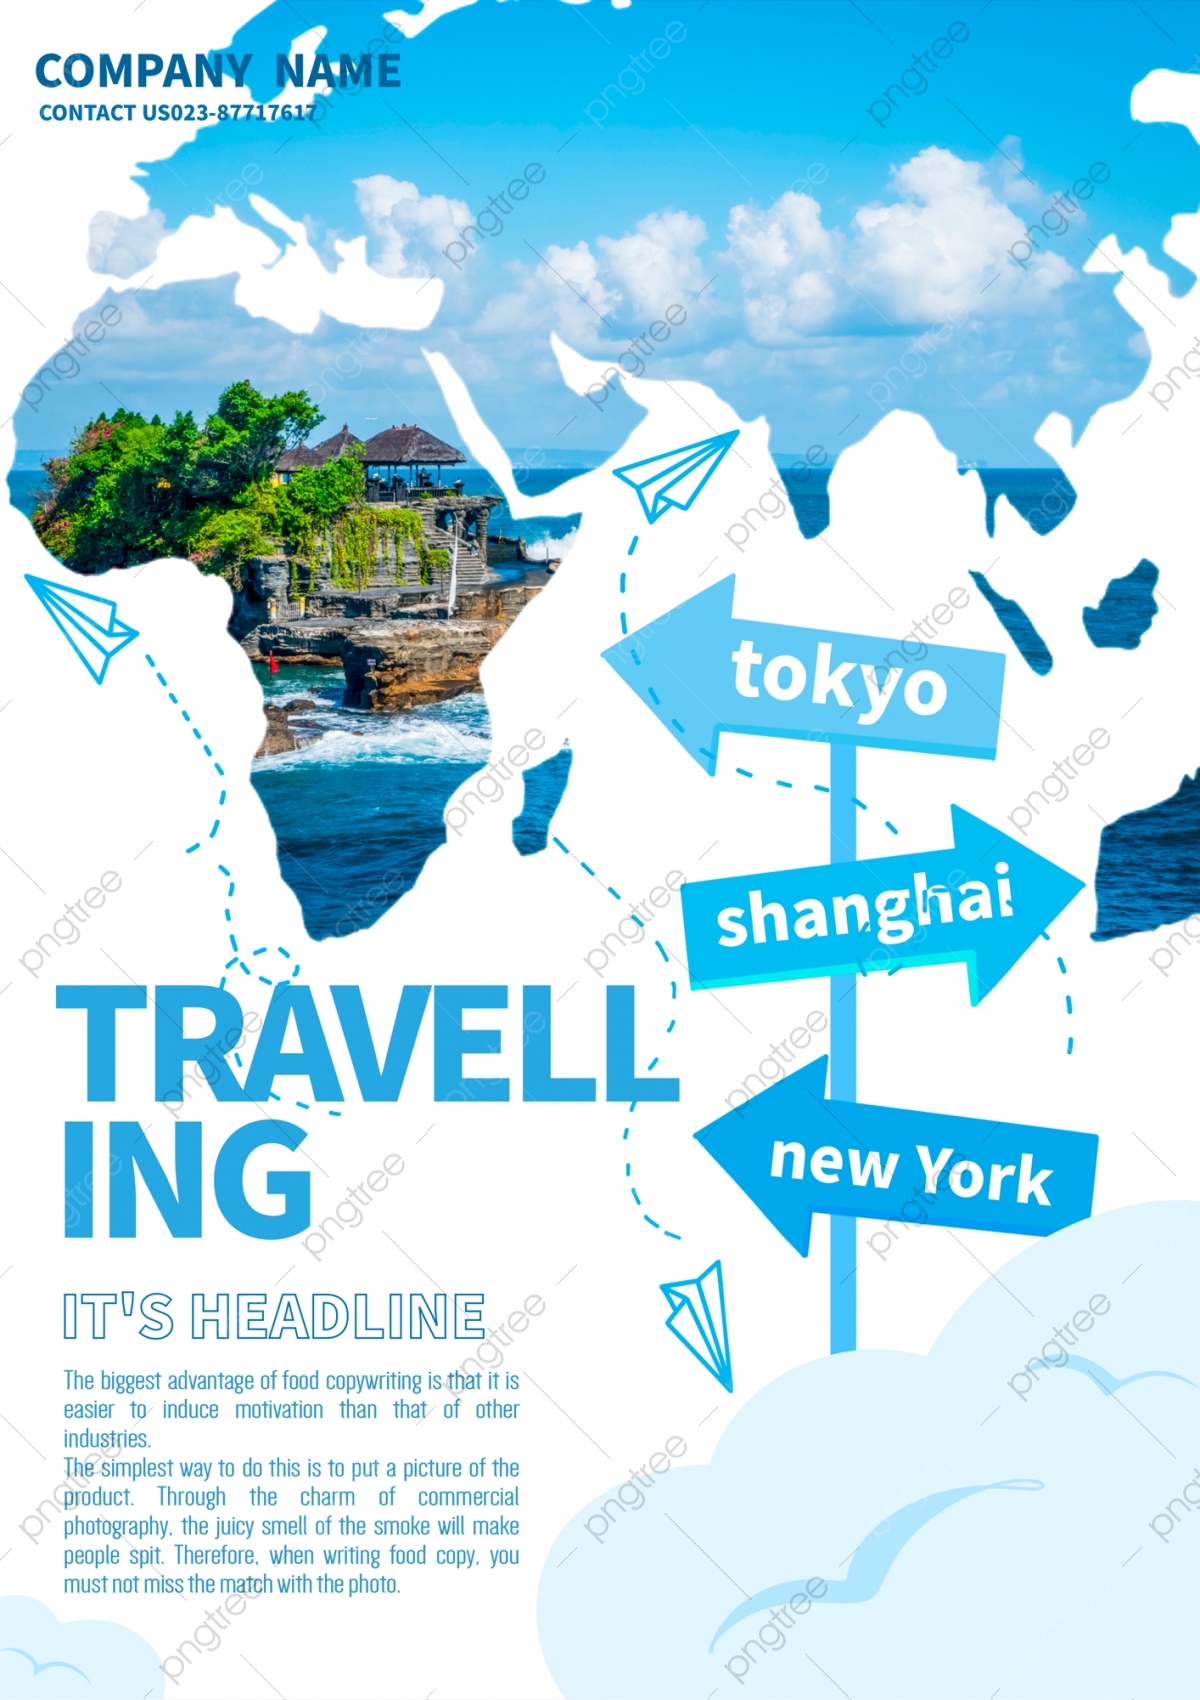 COMPANY NAME
CONTACT US023-87717617
tokyo
shanghai
new York
TRAVELL
ING
IT'S HEADLINE
The biggest advantage of food copywriting is that it is
easier to induce motivation than that of other
industries.
The simplest way to do this is to put a picture of the
product. Through the charm of commercial
photography, the juicy smell of the smoke will make
people spit. Therefore, when writing food copy, you
must not miss the match with the photo.
pngtree